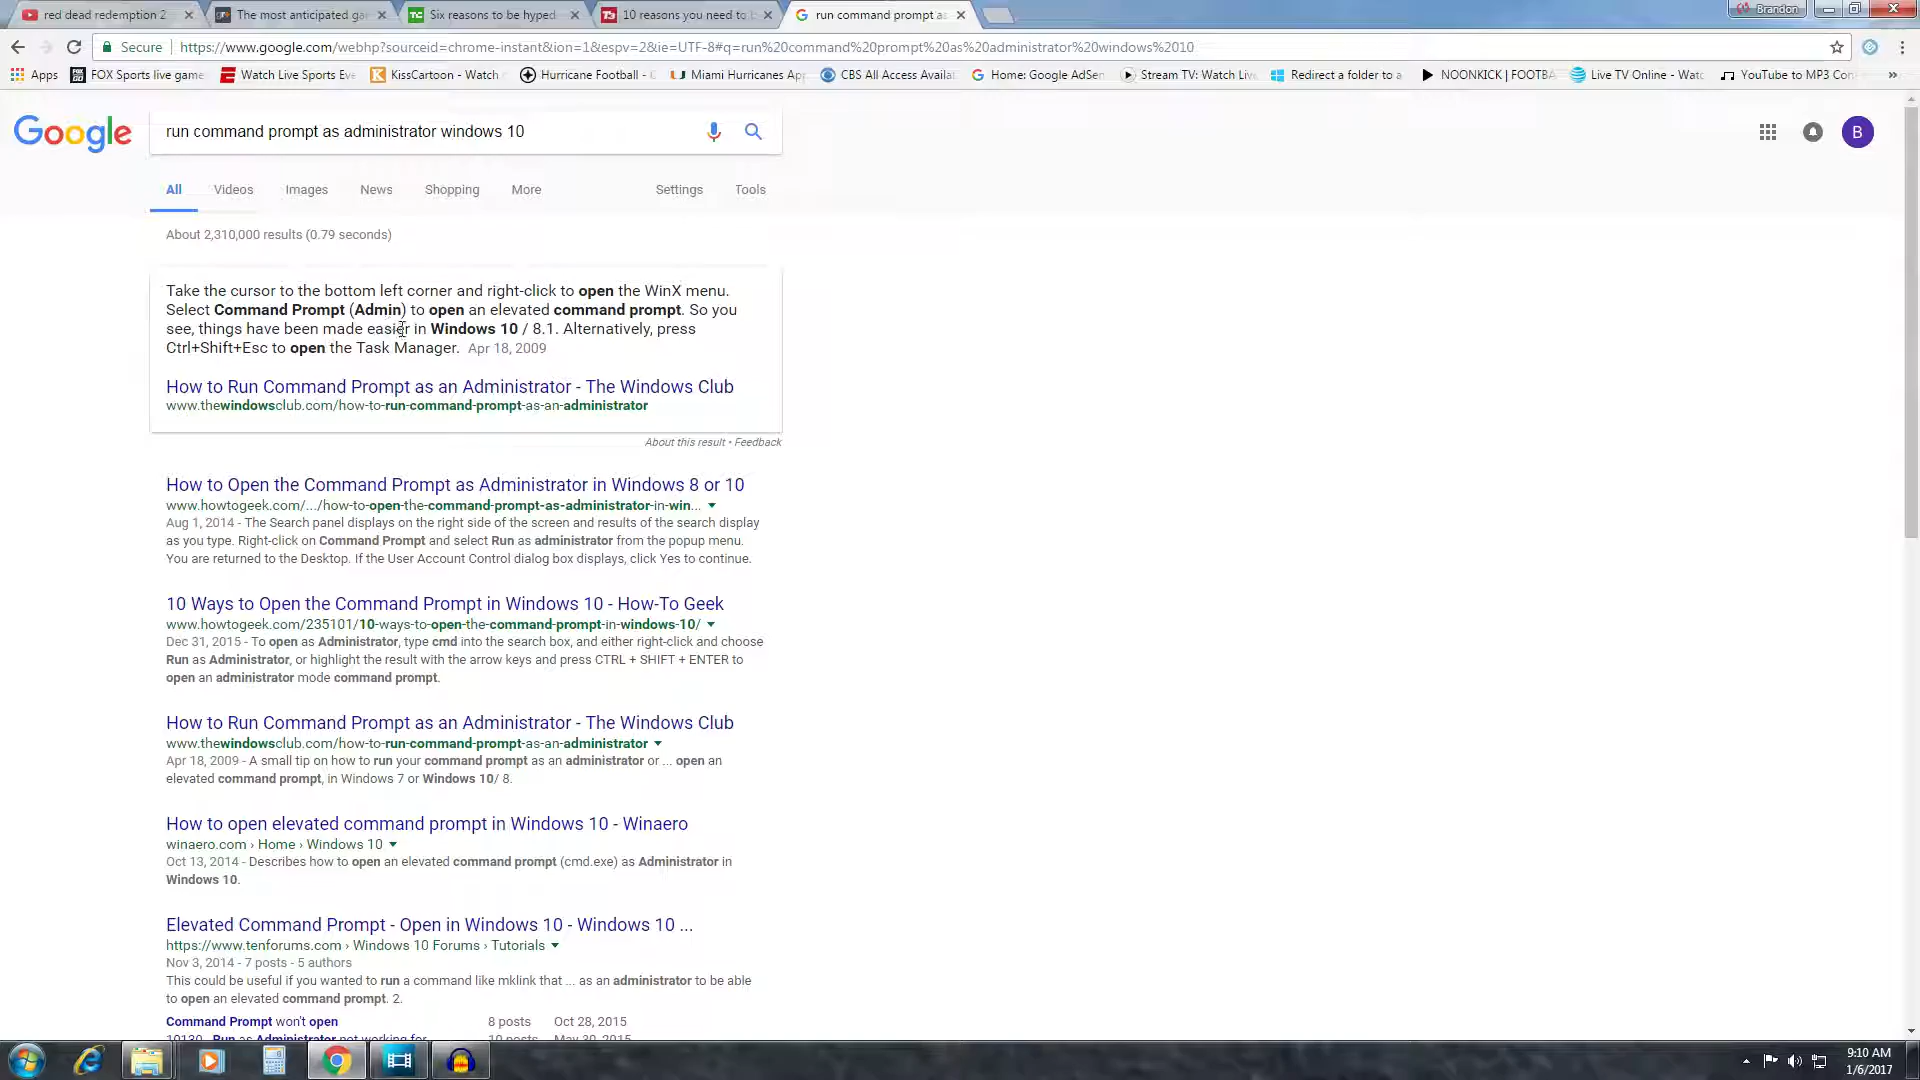 red dead redemption 2
The most anticipated ga
Six reasons to be hyped
10 reasons you need to b
run command prompt as
Brandon
Secure
https://www.google.com/webhp?sourceid=chrome-instant&ion=1&espv=2&ie=UTF-8#q=run%20command%20prompt%20as%20administrator%20windows%2010
Apps
FOX Sports live game
Watch Live Sports Eve
KissCartoon - Watch
Hurricane Football - C
Miami Hurricanes Ap
CBS All Access Availa
Home: Google AdSen
Stream TV: Watch Liv
Redirect a folder to a
NOONKICK | FOOTBA
Live TV Online - Wat
YouTube to MP3 Con
Google
run command prompt as administrator windows 10
B
All
Videos
Images
News
Shopping
More
Settings
Tools
About 2,310,000 results (0.79 seconds)
Take the cursor to the bottom left corner and right-click to open the WinX menu.
Select Command Prompt (Admin) to open an elevated command prompt. So you
see, things have been made easier in Windows 10 / 8.1. Alternatively, press
Ctrl+Shift+Esc to open the Task Manager. Apr 18, 2009
How to Run Command Prompt as an Administrator - The Windows Club
www.thewindowsclub.com/how-to-run-command-prompt-as-an-administrator
About this result • Feedback
How to Open the Command Prompt as Administrator in Windows 8 or 10
www.howtogeek.com/.../how-to-open-the-command-prompt-as-administrator-in-win...
Aug 1, 2014 - The Search panel displays on the right side of the screen and results of the search display
as you type. Right-click on Command Prompt and select Run as administrator from the popup menu.
You are returned to the Desktop. If the User Account Control dialog box displays, click Yes to continue.
10 Ways to Open the Command Prompt in Windows 10 - How-To Geek
www.howtogeek.com/235101/10-ways-to-open-the-command-prompt-in-windows-10/
Dec 31, 2015 - To open as Administrator, type cmd into the search box, and either right-click and choose
Run as Administrator, or highlight the result with the arrow keys and press CTRL + SHIFT + ENTER to
open an administrator mode command prompt.
How to Run Command Prompt as an Administrator - The Windows Club
www.thewindowsclub.com/how-to-run-command-prompt-as-an-administrator
Apr 18, 2009 - A small tip on how to run your command prompt as an administrator or ... open an
elevated command prompt, in Windows 7 or Windows 10/ 8.
How to open elevated command prompt in Windows 10 - Winaero
winaero.com › Home › Windows 10
Oct 13, 2014 - Describes how to open an elevated command prompt (cmd.exe) as Administrator in
Windows 10.
Elevated Command Prompt - Open in Windows 10 - Windows 10 ...
https://www.tenforums.com › Windows 10 Forums › Tutorials
Nov 3, 2014 - 7 posts - 5 authors
This could be useful if you wanted to run a command like mklink that ... as an administrator to be able
to open an elevated command prompt. 2.
Command Prompt won't open 8 posts Oct 28, 2015
10130 - Run as Administrator not working for 10 posts May 30, 2015
9:10 AM
1/6/2017